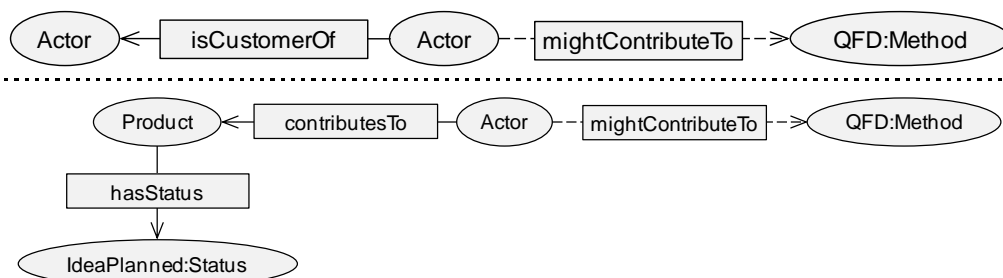 Actor isCustomerOf Actor mightContributeTo QFD:Method
Product contributesTo Actor mightContributeTo QFD:Method
hasStatus
IdeaPlanned:Status